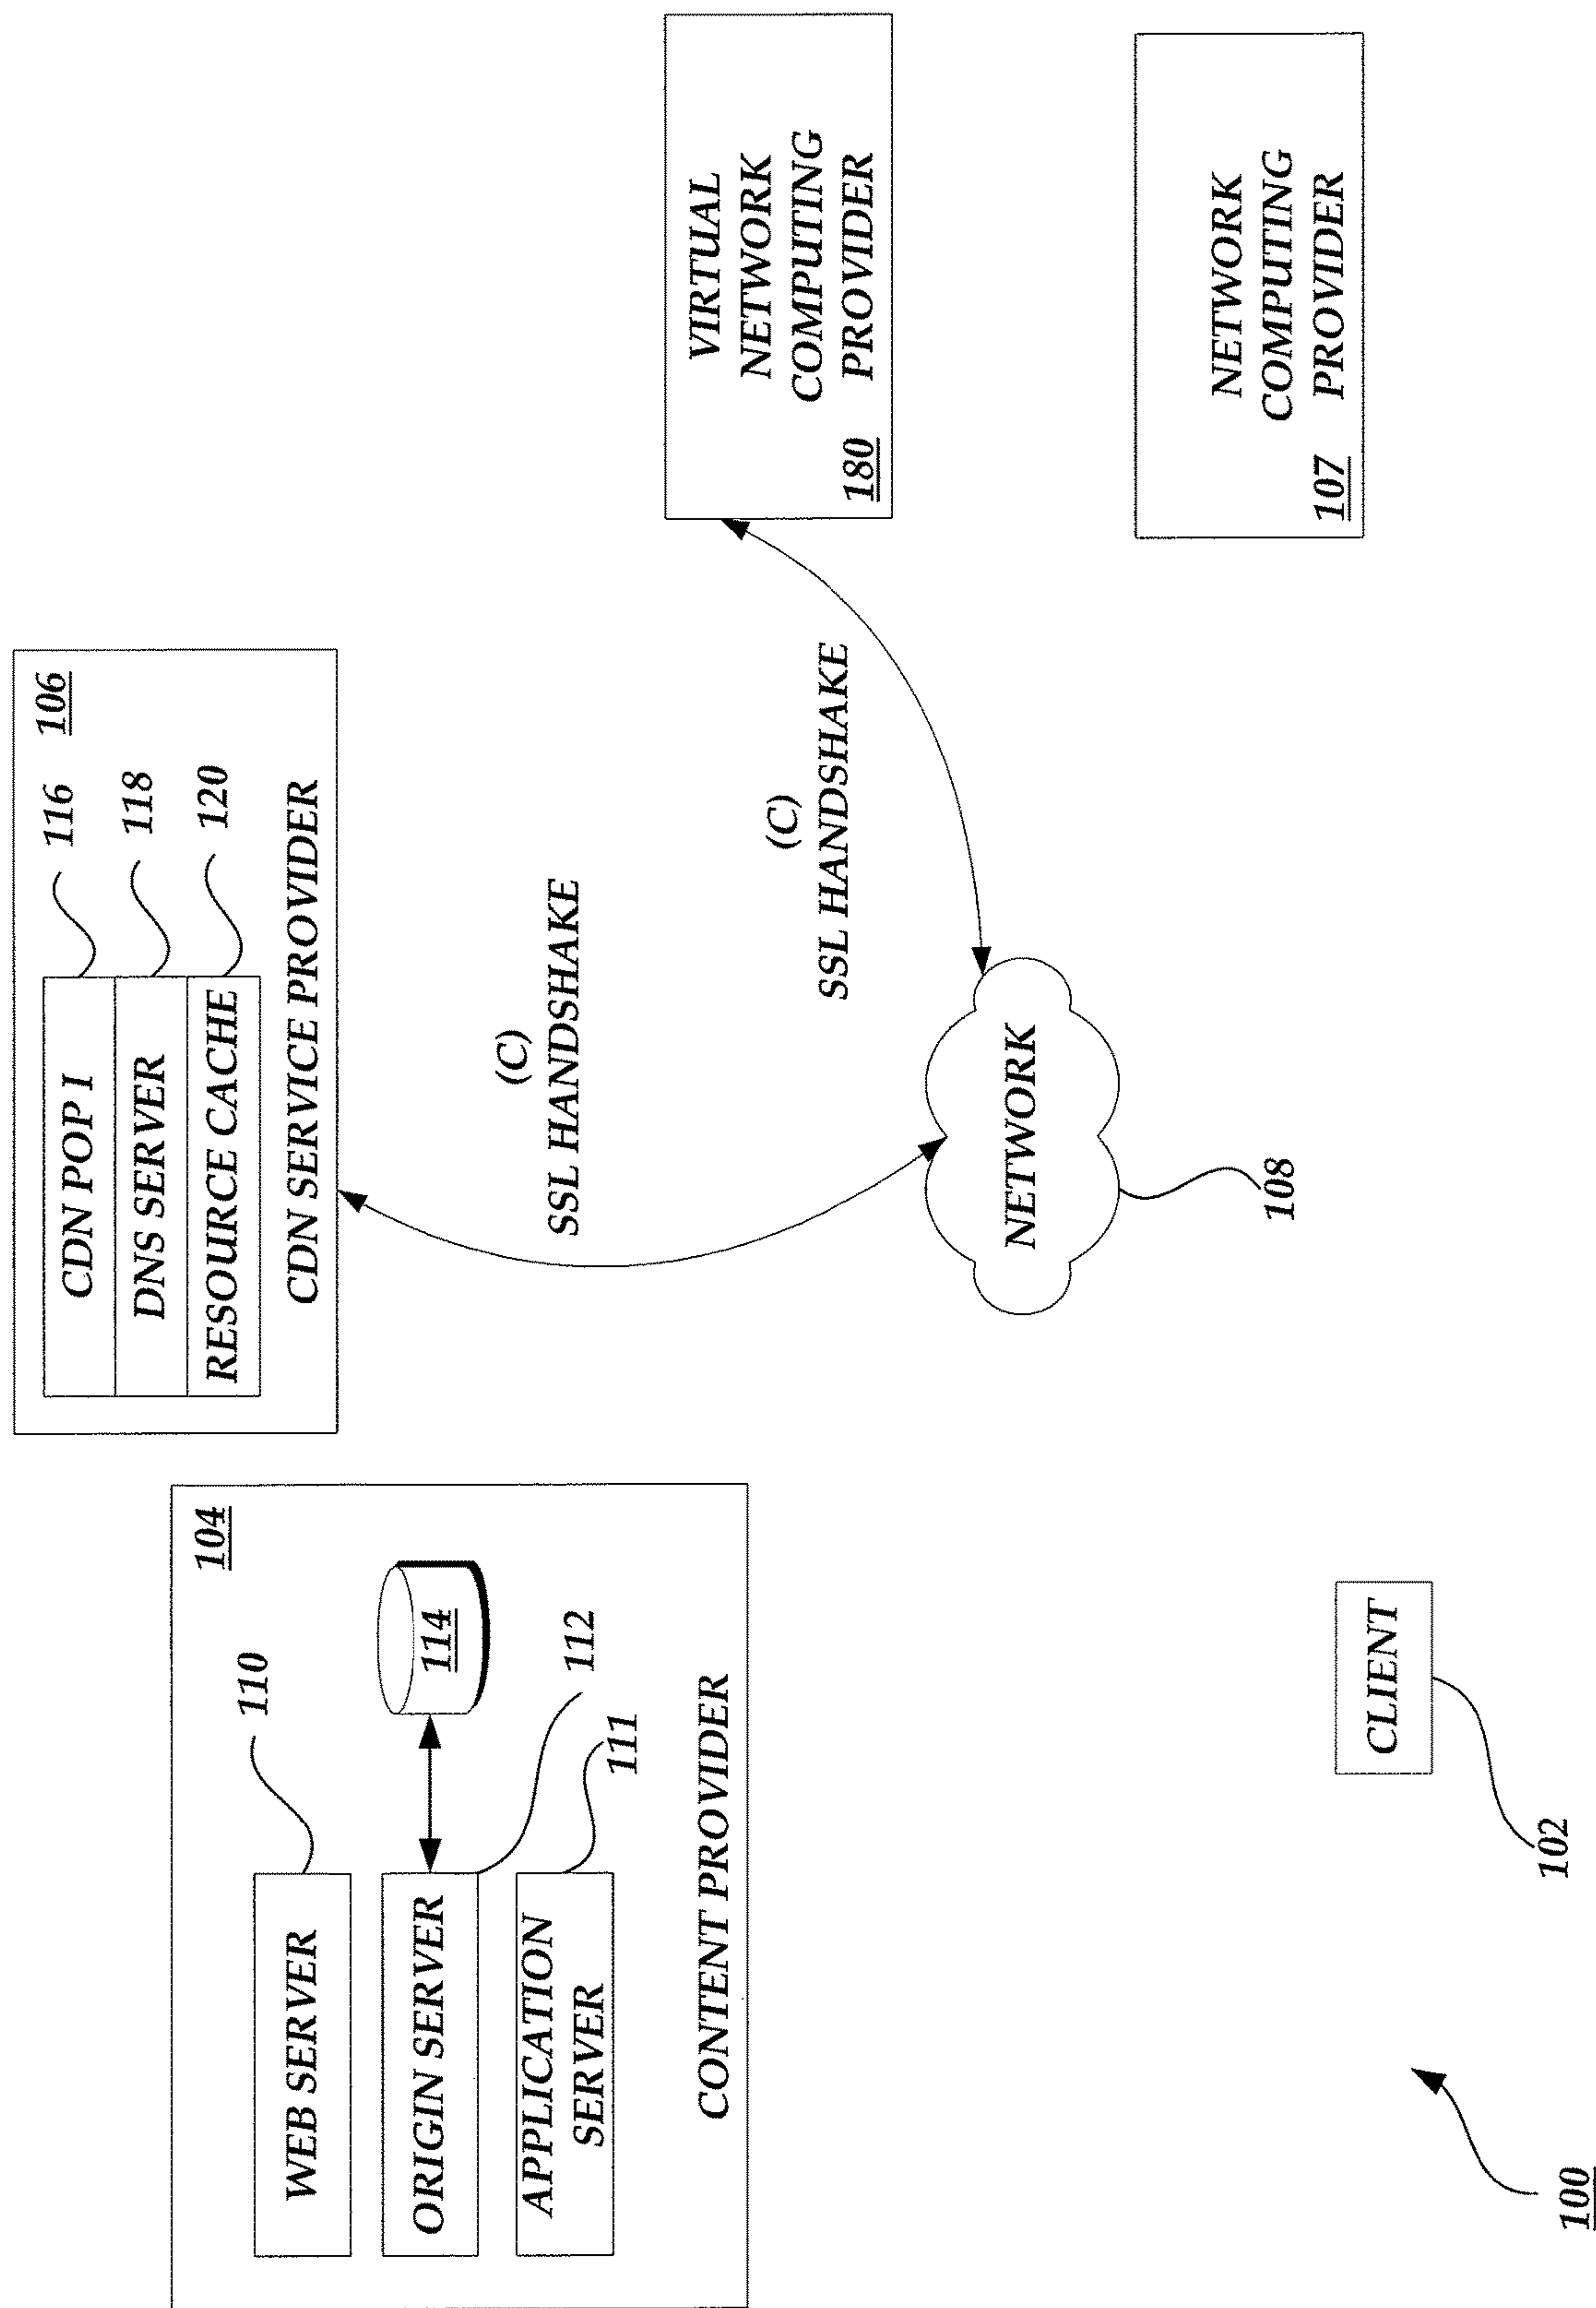 104
110
WEB SERVER
114
ORIGIN SERVER
112
APPLICATION
SERVER
111
CONTENT PROVIDER
106
CDN POP I
116
DNS SERVER
118
RESOURCE CACHE
120
CDN SERVICE PROVIDER
(C)
SSL HANDSHAKE
(C)
SSL HANDSHAKE
VIRTUAL
NETWORK
COMPUTING
PROVIDER
180
NETWORK
108
NETWORK
COMPUTING
PROVIDER
107
CLIENT
102
100